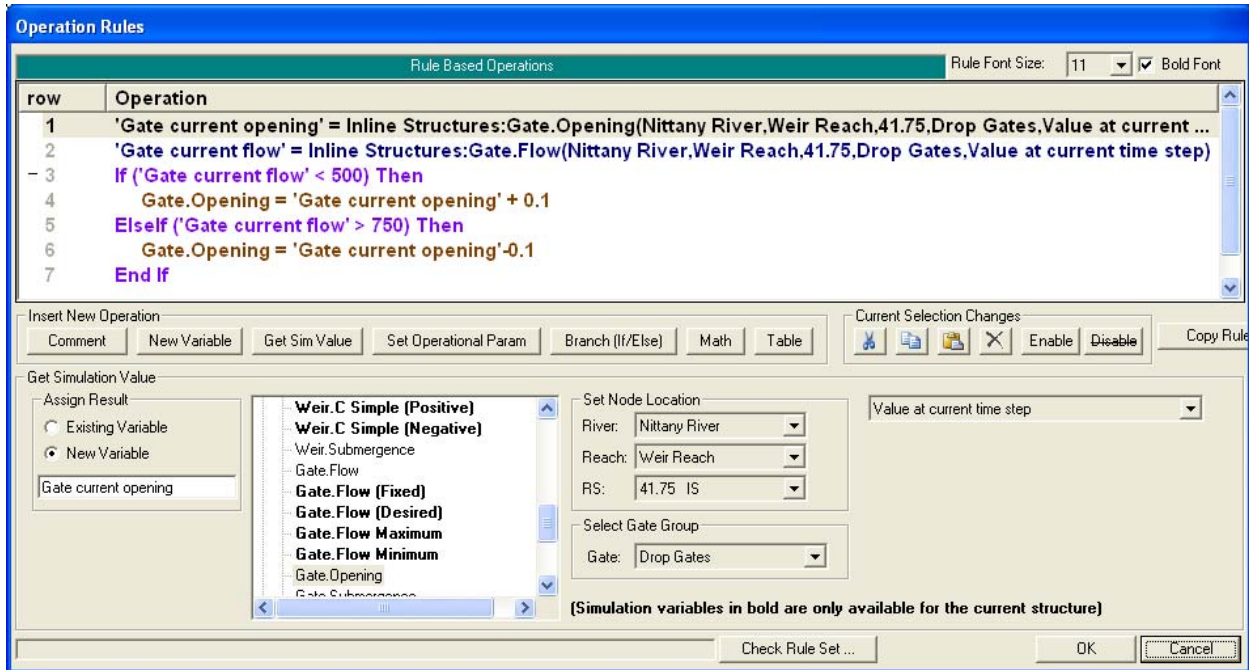 Operation Rules
Rule Based Operations
Rule Font Size: 11 Bold Font
row Operation
1 'Gate current opening' = Inline Structures:Gate.Opening(Nittany River,Weir Reach,41.75,Drop Gates,Value at current ...
2 'Gate current flow' = Inline Structures:Gate.Flow(Nittany River,Weir Reach,41.75,Drop Gates,Value at current time step)
- 3 If ('Gate current flow' < 500) Then
4 Gate.Opening = 'Gate current opening' + 0.1
5 ElseIf ('Gate current flow' > 750) Then
6 Gate.Opening = 'Gate current opening'-0.1
7 End If
Insert New Operation
Current Selection Changes
Comment New Variable Get Sim Value Set Operational Param Branch (If/Else) Math Table
Enable Disable Copy Rule
Get Simulation Value
Assign Result
Existing Variable
New Variable
Gate current opening
Weir.C Simple (Positive)
Weir.C Simple (Negative)
Weir.Submergence
Gate.Flow
Gate.Flow (Fixed)
Gate.Flow (Desired)
Gate.Flow Maximum
Gate.Flow Minimum
Gate.Opening
Gate.Submergence
Set Node Location
River: Nittany River
Reach: Weir Reach
RS: 41.75 IS
Select Gate Group
Gate: Drop Gates
Value at current time step
(Simulation variables in bold are only available for the current structure)
Check Rule Set ...
OK
Cancel